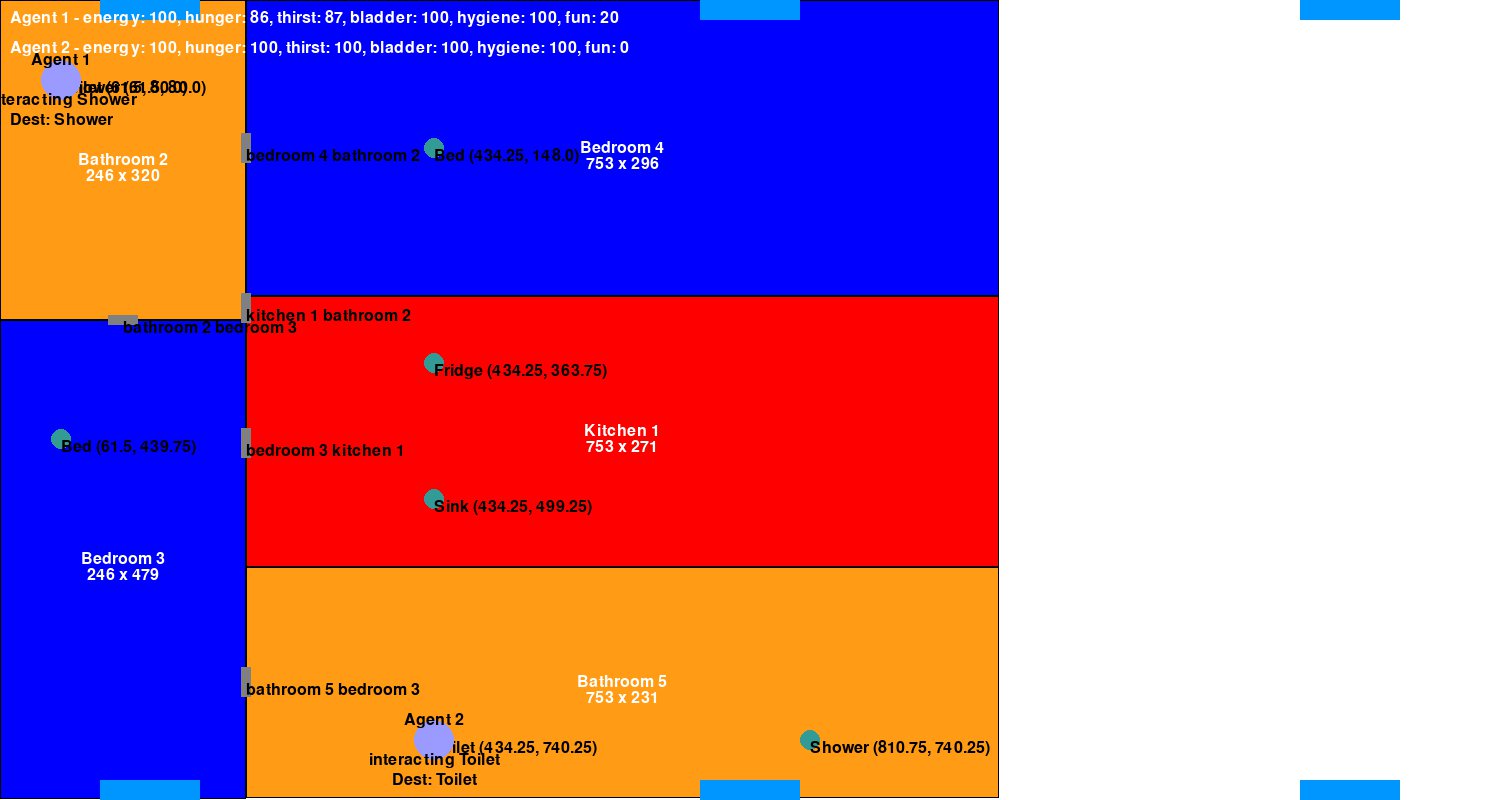 Agent 1 - energy: 100, hunger: 86, thirst: 87, bladder: 100, hygiene: 100, fun: 20
Agent 2 - energy: 100, hunger: 100, thirst: 100, bladder: 100, hygiene: 100, fun: 0
Agent 1
teracting Shower
Dest: Shower
Bathroom 2
246 x 320
bedroom 4 bathroom 2
Bed (434.25, 148.0)
Bedroom 4
753 x 296
kitchen 1 bathroom 2
bathroom 2 bedroom 3
Fridge (434.25, 363.75)
Kitchen 1
753 x 271
Bed (61.5, 439.75)
bedroom 3 kitchen 1
Sink (434.25, 499.25)
Bedroom 3
246 x 479
Bathroom 5
753 x 231
bathroom 5 bedroom 3
Agent 2
ilet (434.25, 740.25)
Shower (810.75, 740.25)
interacting Toilet
Dest: Toilet